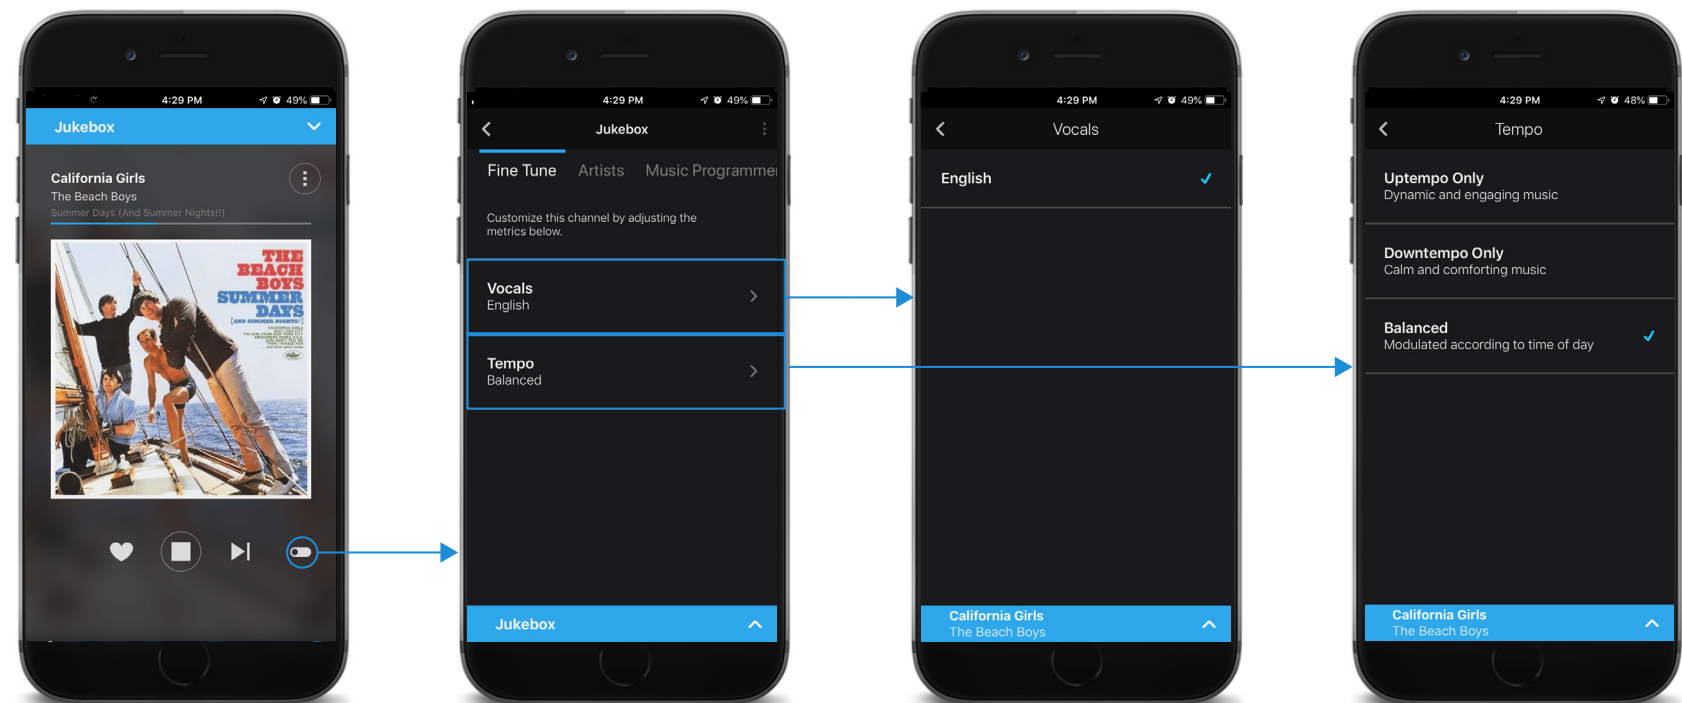 4:29 PM
49%
Jukebox
California Girls
The Beach Boys
Summer Days (And Summer Nights!!)
THE
BEACH
BOYS
SUMMER
DAYS
(AND SUMMER NIGHTS!!)
4:29 PM
49%
Jukebox
Fine Tune
Artists
Music Programmer
Customize this channel by adjusting the
metrics below.
Vocals
English
Tempo
Balanced
Jukebox
4:29 PM
49%
Vocals
English
California Girls
The Beach Boys
4:29 PM
48%
Tempo
Uptempo Only
Dynamic and engaging music
Downtempo Only
Calm and comforting music
Balanced
Modulated according to time of day
California Girls
The Beach Boys